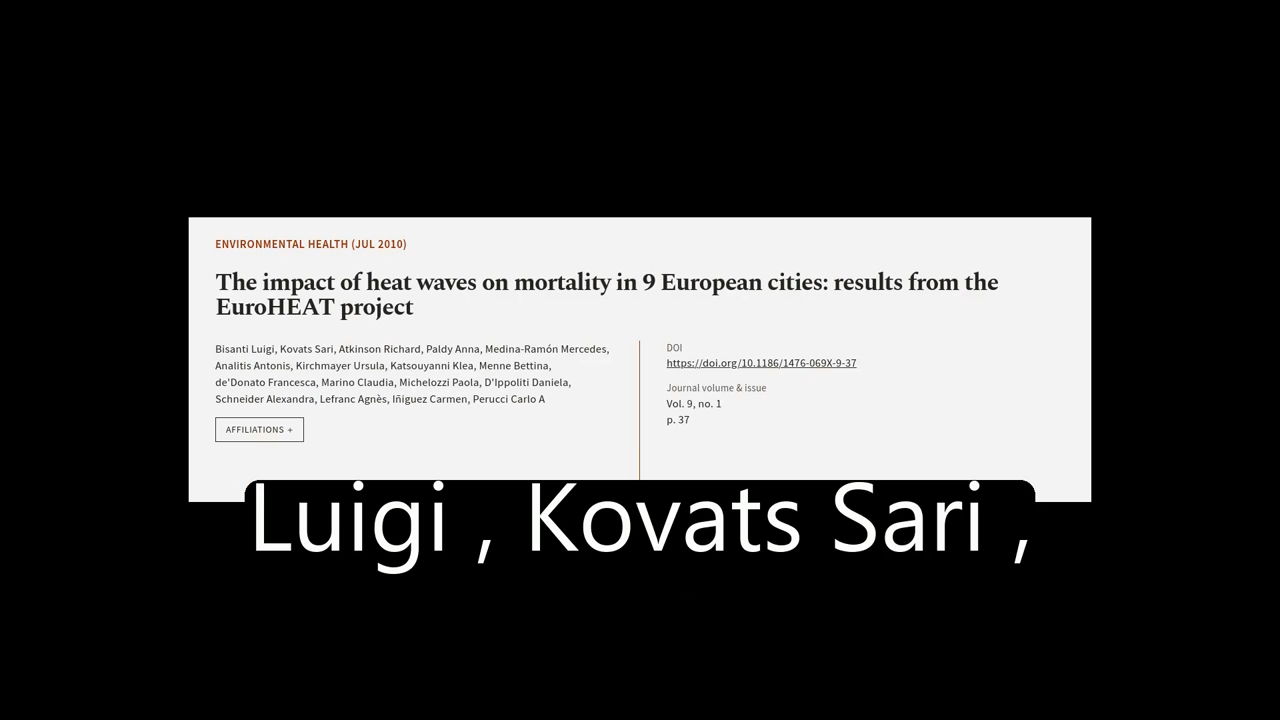 ENVIRONMENTAL HEALTH (JUL 2010)
The impact of heat waves on mortality in 9 European cities: results from the
EuroHEAT project
Bisanti Luigi, Kovats Sari, Atkinson Richard, Paldy Anna, Medina-Ramón Mercedes,
Analitis Antonis, Kirchmayer Ursula, Katsouyanni Klea, Menne Bettina,
de'Donato Francesca, Marino Claudia, Michelozzi Paola, D'Ippoliti Daniela,
Schneider Alexandra, Lefranc Agnès, Iñiguez Carmen, Perucci Carlo A
AFFILIATIONS +
DOI
https://doi.org/10.1186/1476-069X-9-37
Journal volume & issue
Vol. 9, no. 1
p. 37
Luigi , Kovats Sari ,